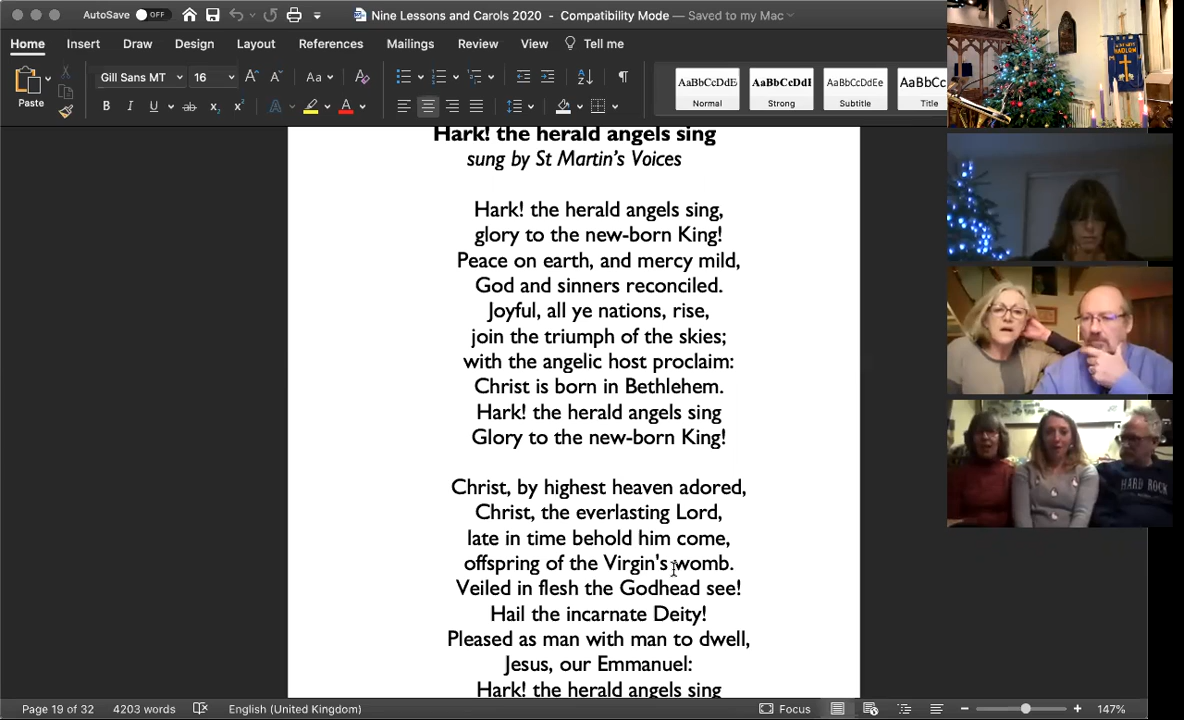 AutoSave OFF
Nine Lessons and Carols 2020 - Compatibility Mode — Saved to my Mac
Home Insert Draw Design Layout References Mailings Review View Tell me
Paste
Gill Sans MT 16
AaBbCcDdE AaBbCcDdI AaBbCcDdEe AaBbC
Normal Strong Subtitle Title
Hark! the herald angels sing
sung by St Martin's Voices
Hark! the herald angels sing,
glory to the new-born King!
Peace on earth, and mercy mild,
God and sinners reconciled.
Joyful, all ye nations, rise,
join the triumph of the skies;
with the angelic host proclaim:
Christ is born in Bethlehem.
Hark! the herald angels sing
Glory to the new-born King!
Christ, by highest heaven adored,
Christ, the everlasting Lord,
late in time behold him come,
offspring of the Virgin's womb.
Veiled in flesh the Godhead see!
Hail the incarnate Deity!
Pleased as man with man to dwell,
Jesus, our Emmanuel:
Hark! the herald angels sing
HADLOW
HARD ROCK
Page 19 of 32 4203 words English (United Kingdom) Focus 147%